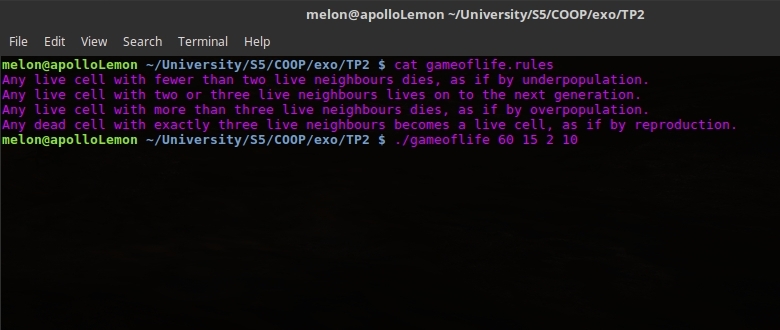 melon@apolloLemon ~/University/S5/COOP/exo/TP2
File Edit View Search Terminal Help
melon@apolloLemon ~/University/S5/COOP/exo/TP2 $ cat gameoflife.rules
Any live cell with fewer than two live neighbours dies, as if by underpopulation.
Any live cell with two or three live neighbours lives on to the next generation.
Any live cell with more than three live neighbours dies, as if by overpopulation.
Any dead cell with exactly three live neighbours becomes a live cell, as if by reproduction.
melon@apolloLemon ~/University/S5/COOP/exo/TP2 $ ./gameoflife 60 15 2 10